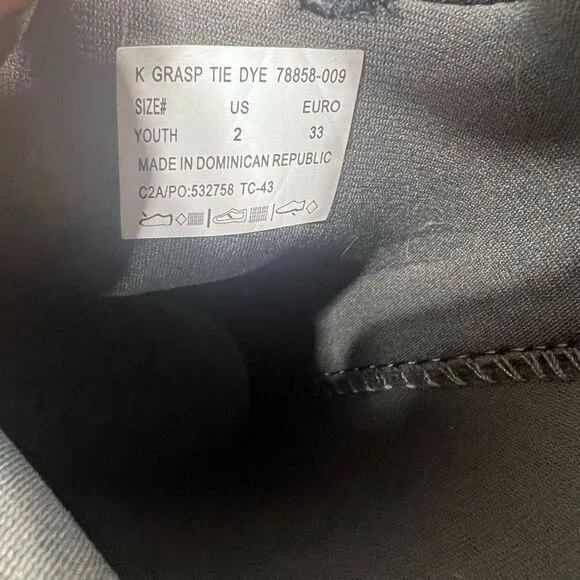 K GRASP TIE DYE 78858-009
SIZE# US EURO
YOUTH 2 33
MADE IN DOMINICAN REPUBLIC
C2A/PO:532758 TC-43